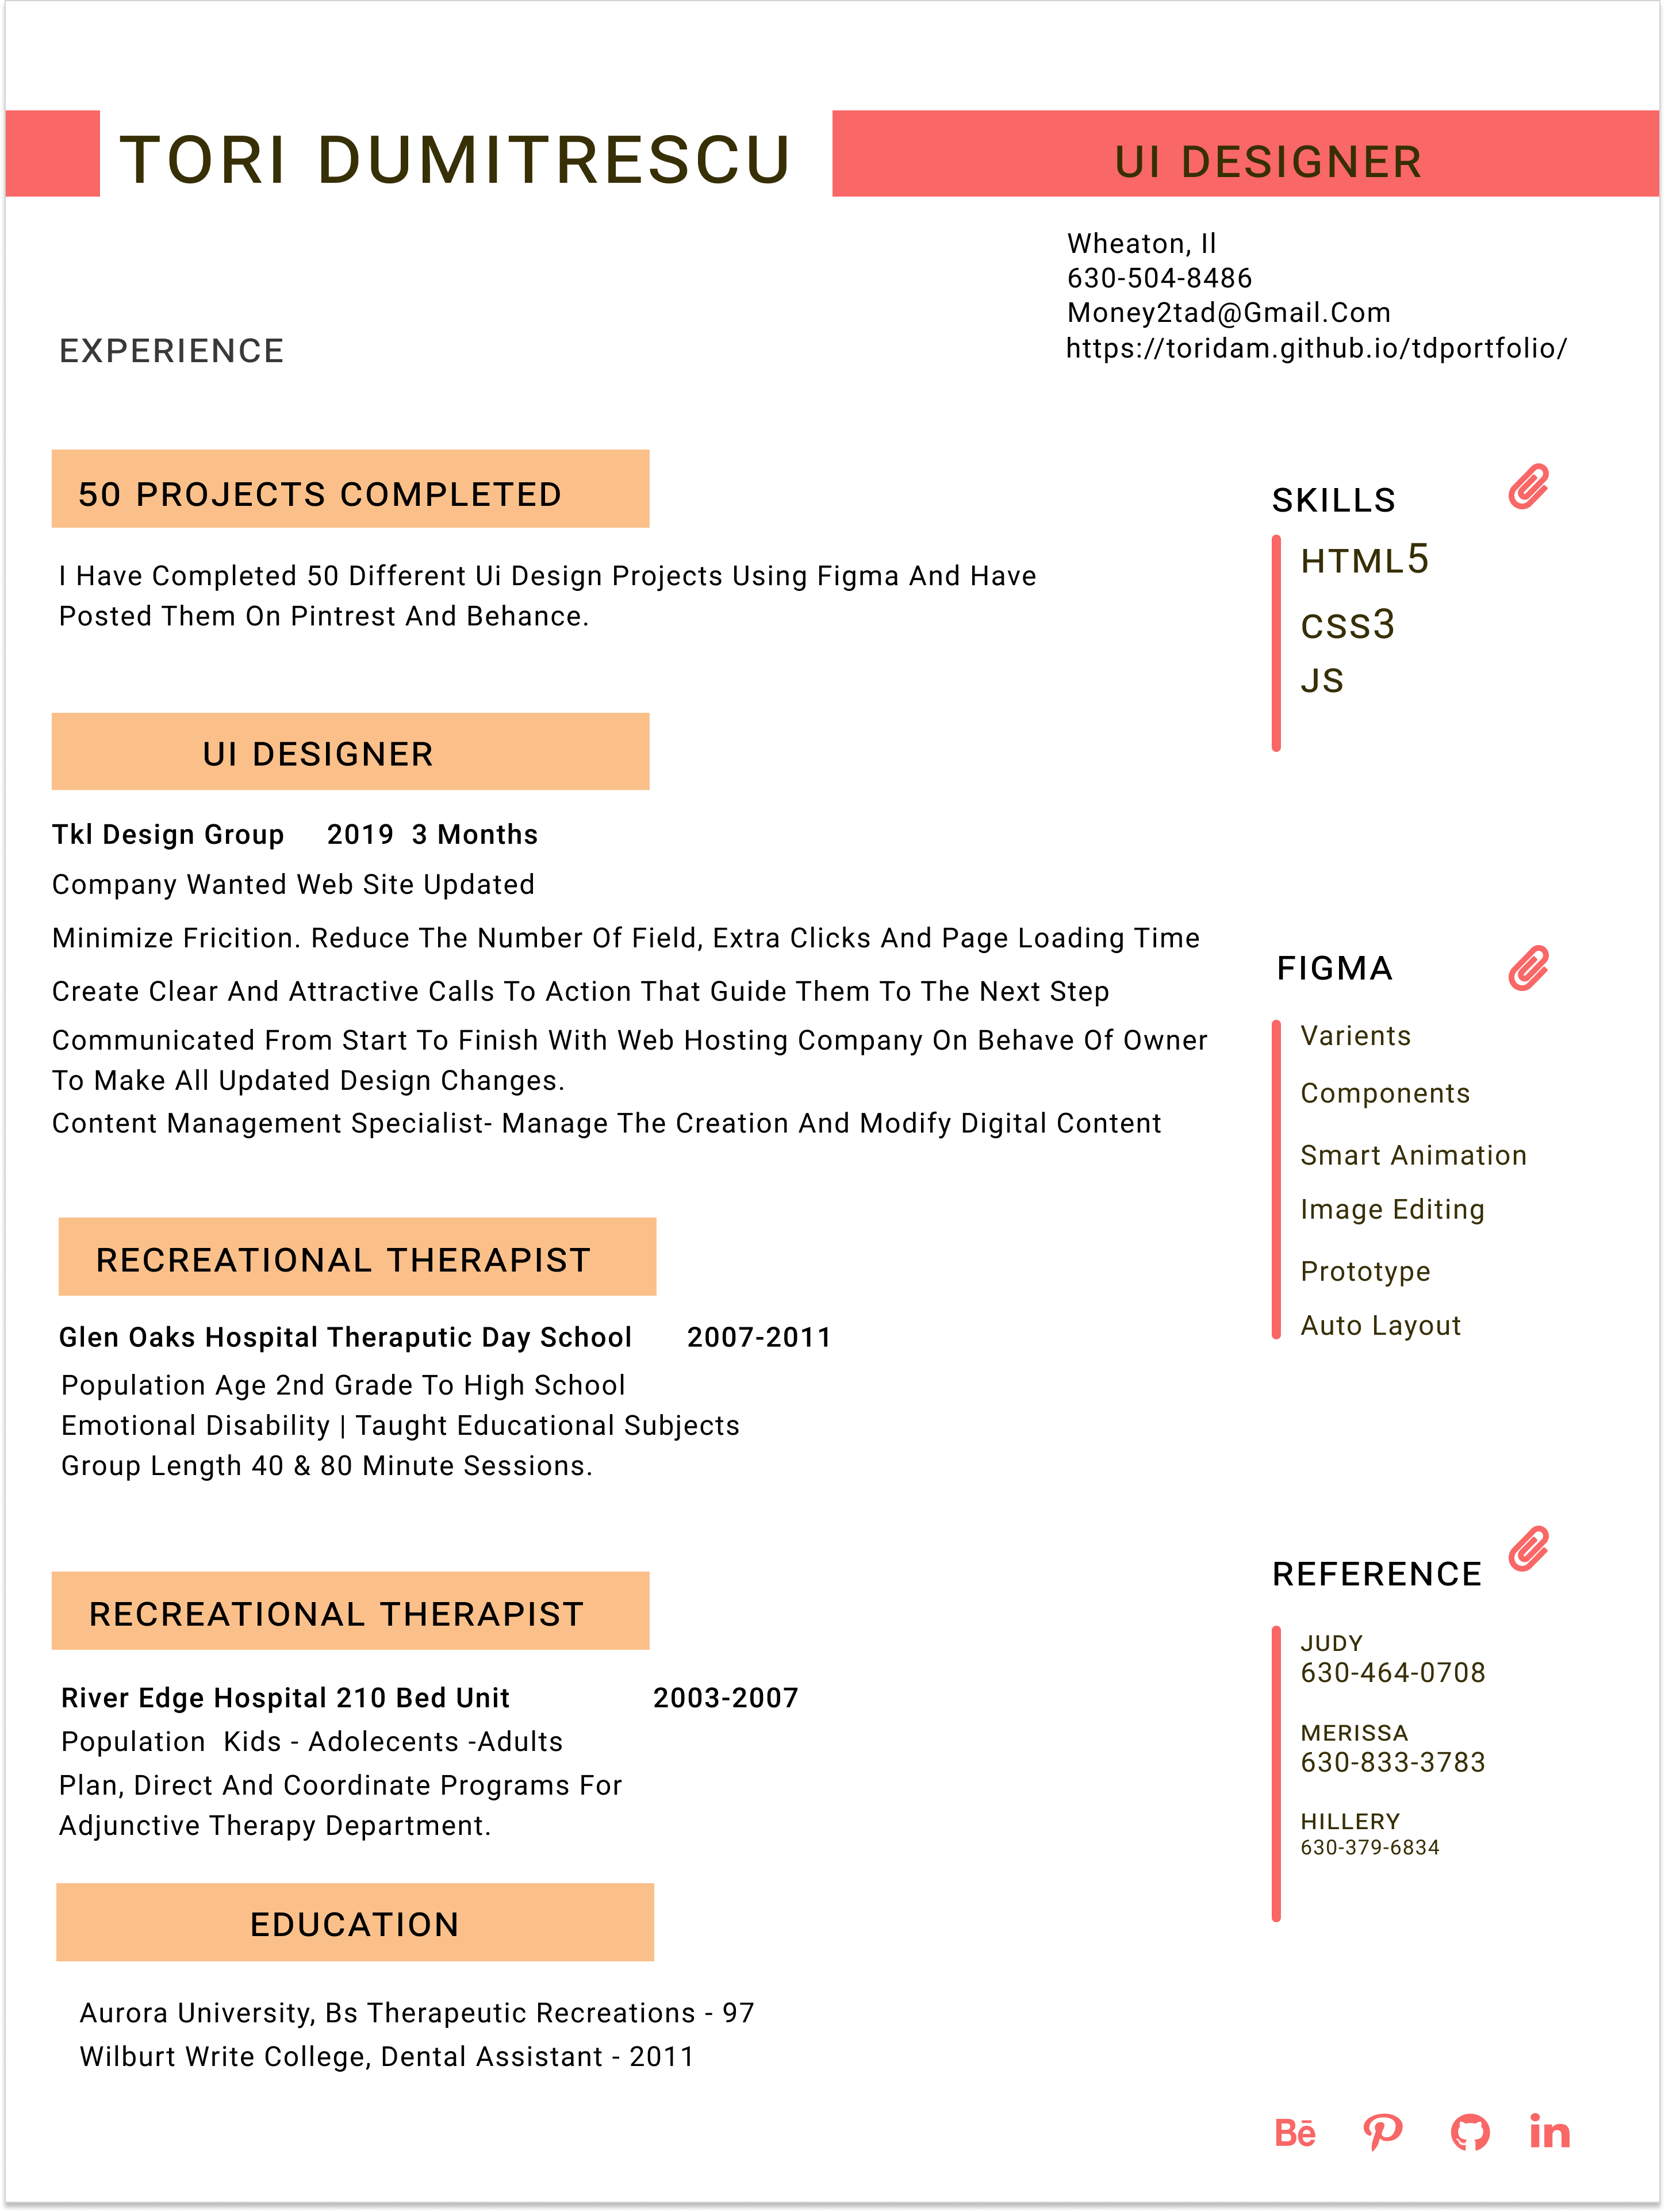 TORI DUMITRESCU
UI DESIGNER
Wheaton, Il
630-504-8486
Money2tad@Gmail.Com
https://toridam.github.io/tdportfolio/
EXPERIENCE
50 PROJECTS COMPLETED
I Have Completed 50 Different Ui Design Projects Using Figma And Have
Posted Them On Pintrest And Behance.
UI DESIGNER
Tkl Design Group 2019 3 Months
Company Wanted Web Site Updated
Minimize Fricition. Reduce The Number Of Field, Extra Clicks And Page Loading Time
Create Clear And Attractive Calls To Action That Guide Them To The Next Step
Communicated From Start To Finish With Web Hosting Company On Behave Of Owner
To Make All Updated Design Changes.
Content Management Specialist- Manage The Creation And Modify Digital Content
RECREATIONAL THERAPIST
Glen Oaks Hospital Theraputic Day School 2007-2011
Population Age 2nd Grade To High School
Emotional Disability | Taught Educational Subjects
Group Length 40 & 80 Minute Sessions.
RECREATIONAL THERAPIST
River Edge Hospital 210 Bed Unit 2003-2007
Population Kids - Adolecents -Adults
Plan, Direct And Coordinate Programs For
Adjunctive Therapy Department.
EDUCATION
Aurora University, Bs Therapeutic Recreations - 97
Wilburt Write College, Dental Assistant - 2011
SKILLS
HTML5
CSS3
JS
FIGMA
Varients
Components
Smart Animation
Image Editing
Prototype
Auto Layout
REFERENCE
JUDY
630-464-0708
MERISSA
630-833-3783
HILLERY
630-379-6834
Bē
in